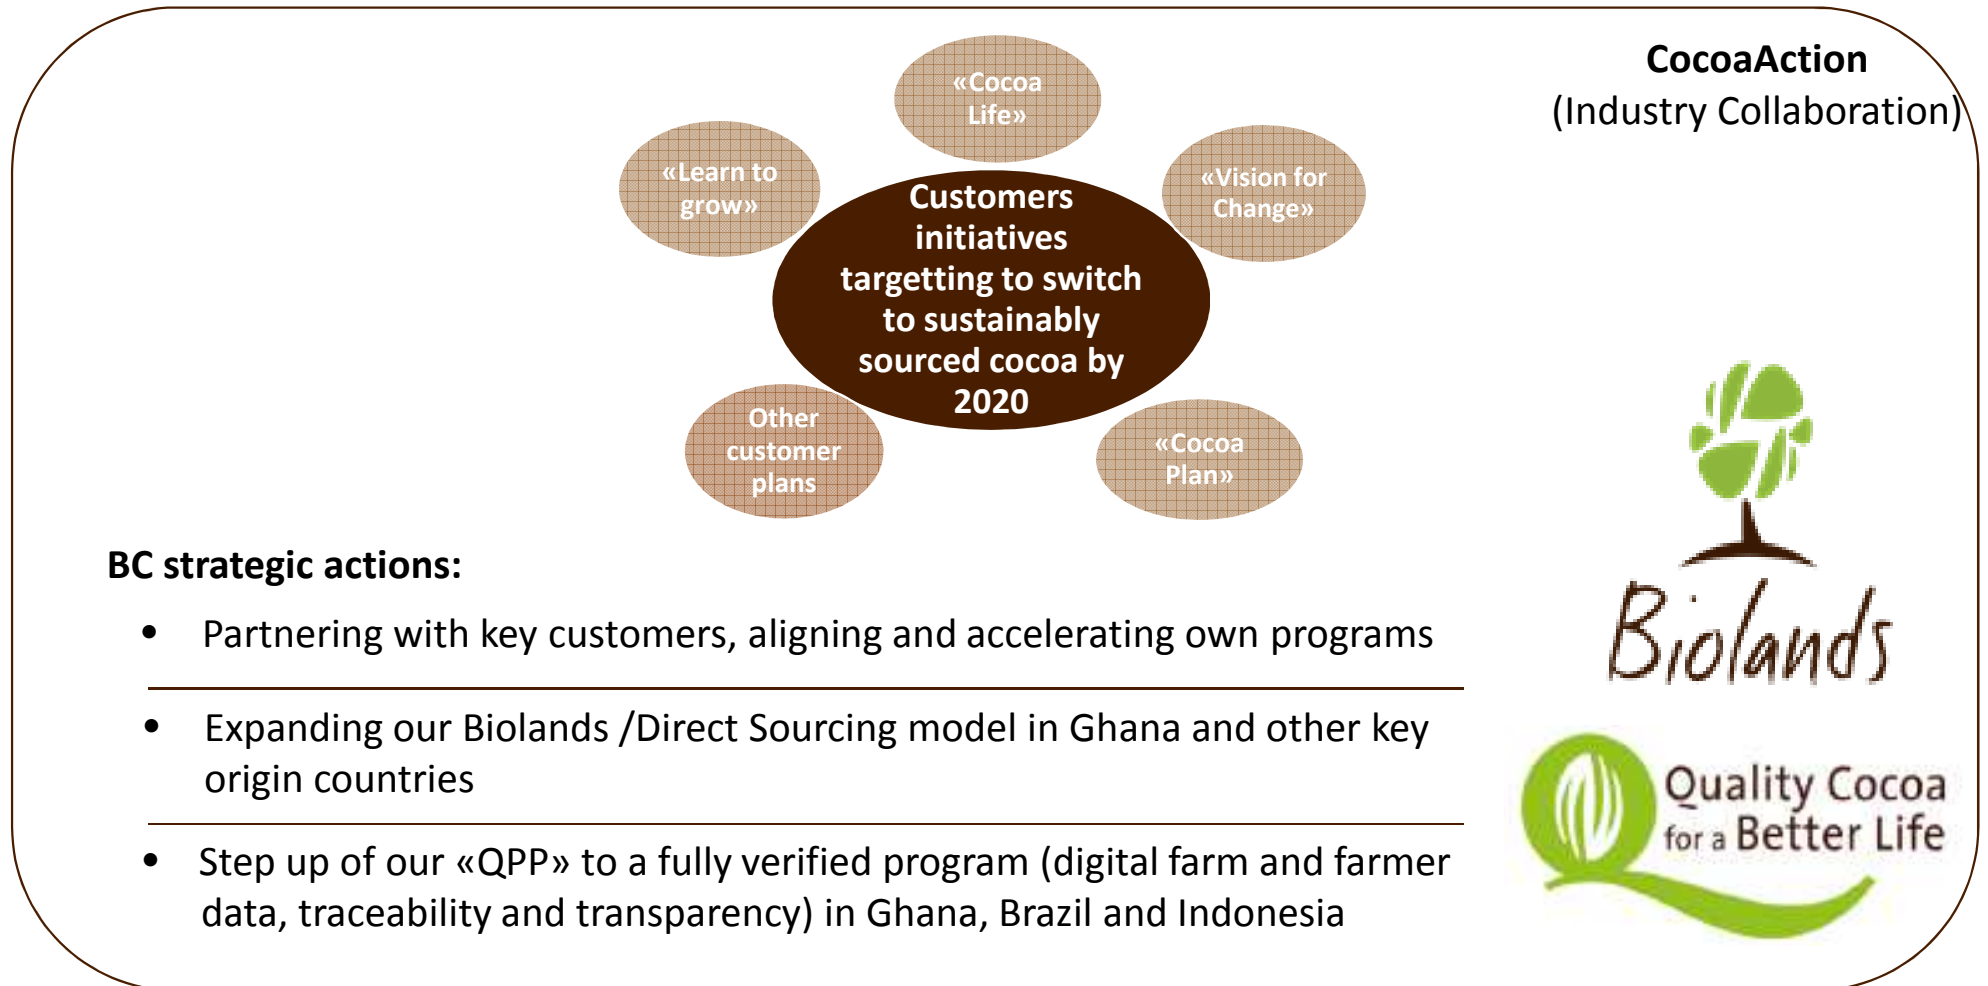 CocoaAction
(Industry Collaboration)
«Cocoa
Life»
«Learn to
grow»
«Vision for
Change»
Customers
initiatives
targetting to switch
to sustainably
sourced cocoa by
2020
Other
customer
plans
«Cocoa
Plan»
BC strategic actions:
• Partnering with key customers, aligning and accelerating own programs
• Expanding our Biolands /Direct Sourcing model in Ghana and other key
origin countries
• Step up of our «QPP» to a fully verified program (digital farm and farmer
data, traceability and transparency) in Ghana, Brazil and Indonesia
Biolands
Quality Cocoa
for a Better Life